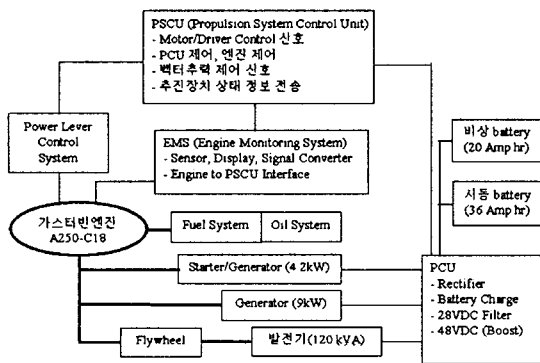 PSCU (Propulsion System Control Unit)
- Motor/Driver Control 신호
- PCU 제어, 엔진 제어
- 벡터추력 제어 신호
- 추진장치 상태 정보 전송
Power Lever
Control
System
EMS (Engine Monitoring System)
- Sensor, Display, Signal Converter
- Engine to PSCU Interface
비상 battery
(20 Amp hr)
시동 battery
(36 Amp hr)
가스터빈엔진
A250-C18
Fuel System
Oil System
Starter/Generator (4.2kW)
Generator (9kW)
Flywheel
발전기(120 kVA)
PCU
- Rectifier
- Battery Charge
- 28VDC Filter
- 48VDC (Boost)